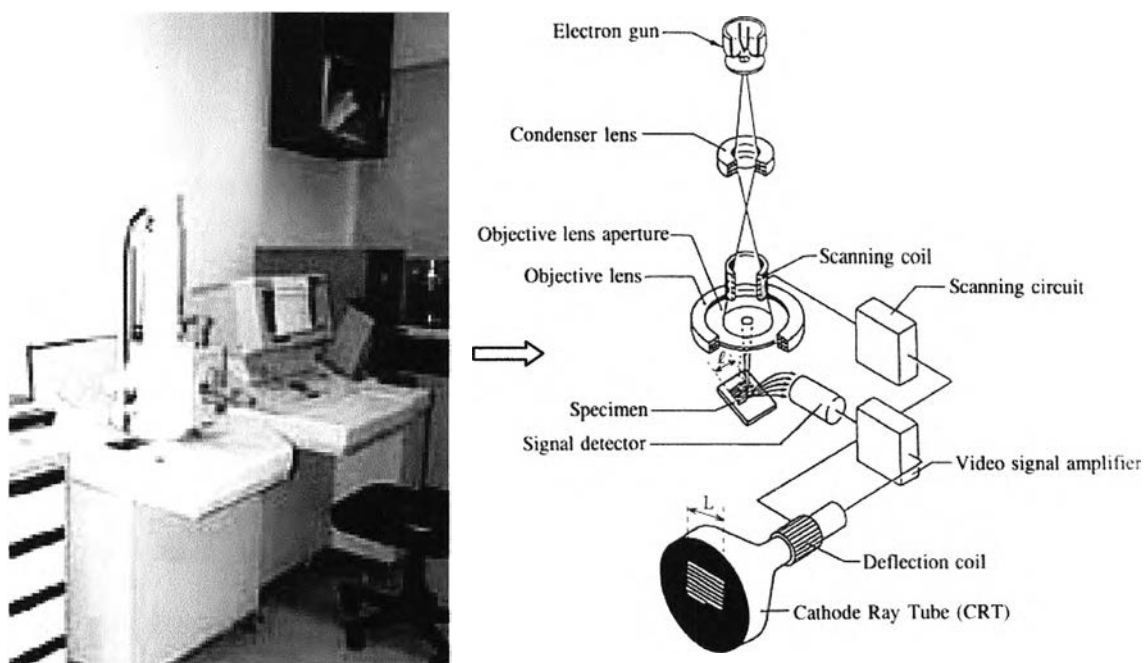 Electron gun
Condenser lens
Objective lens aperture
Objective lens
Scanning coil
Scanning circuit
ℓ
Specimen
Signal detector
Video signal amplifier
L
Deflection coil
Cathode Ray Tube (CRT)